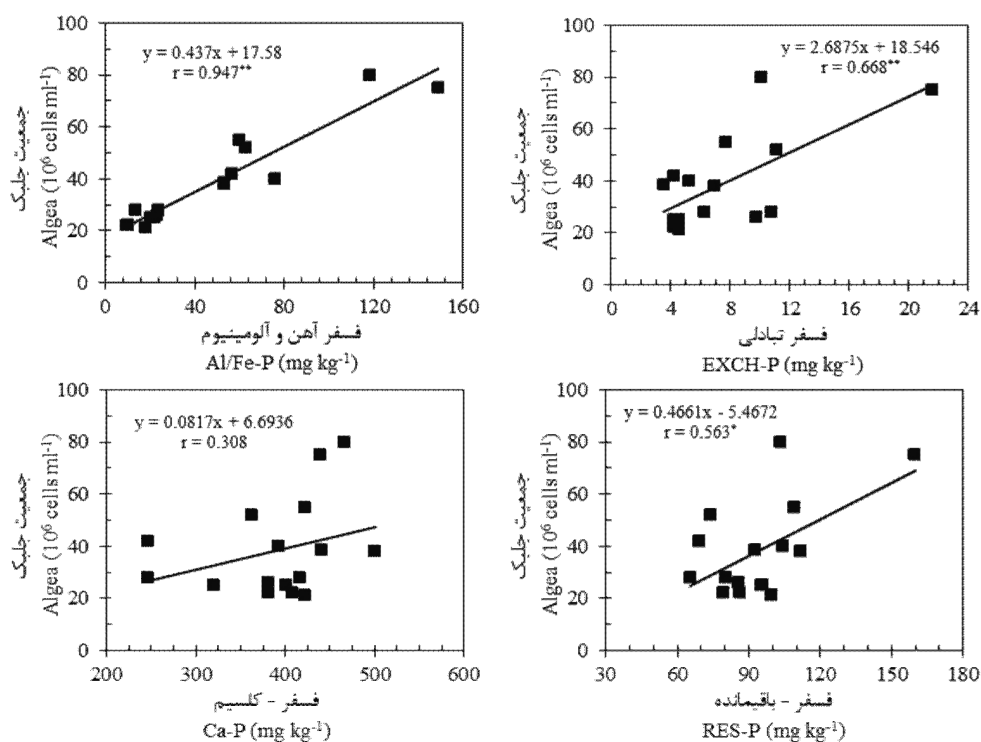 y = 0.437x + 17.58
r = 0.947**
جمعیت جلبک
Algea (10⁶ cells ml⁻¹)
100
80
60
40
20
0
0 40 80 120 160
فسفر آهن و آلومینیوم
Al/Fe-P (mg kg⁻¹)
y = 2.6875x + 18.546
r = 0.668**
جمعیت جلبک
Algea (10⁶ cells ml⁻¹)
100
80
60
40
20
0
0 4 8 12 16 20 24
فسفر تبادلی
EXCH-P (mg kg⁻¹)
y = 0.0817x + 6.6936
r = 0.308
جمعیت جلبک
Algea (10⁶ cells ml⁻¹)
100
80
60
40
20
0
200 300 400 500 600
فسفر - کلسیم
Ca-P (mg kg⁻¹)
y = 0.4661x - 5.4672
r = 0.563*
جمعیت جلبک
Algea (10⁶ cells ml⁻¹)
100
80
60
40
20
0
30 60 90 120 150 180
فسفر - باقیمانده
RES-P (mg kg⁻¹)